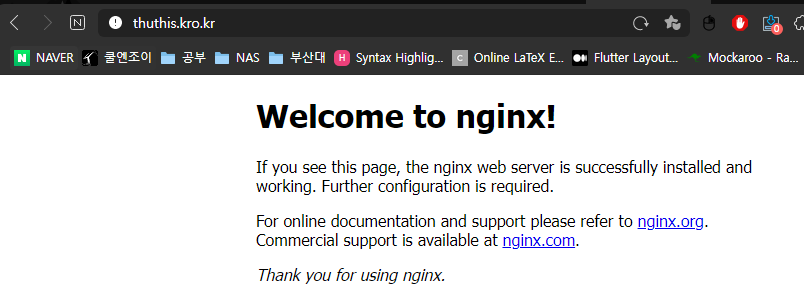 thuthis.kro.kr
NAVER 쿨엔조이 공부 NAS 부산대 H Syntax Highlig... C Online LaTeX E... Flutter Layout... Mockaroo - Ra...
Welcome to nginx!
If you see this page, the nginx web server is successfully installed and
working. Further configuration is required.
For online documentation and support please refer to nginx.org.
Commercial support is available at nginx.com.
Thank you for using nginx.